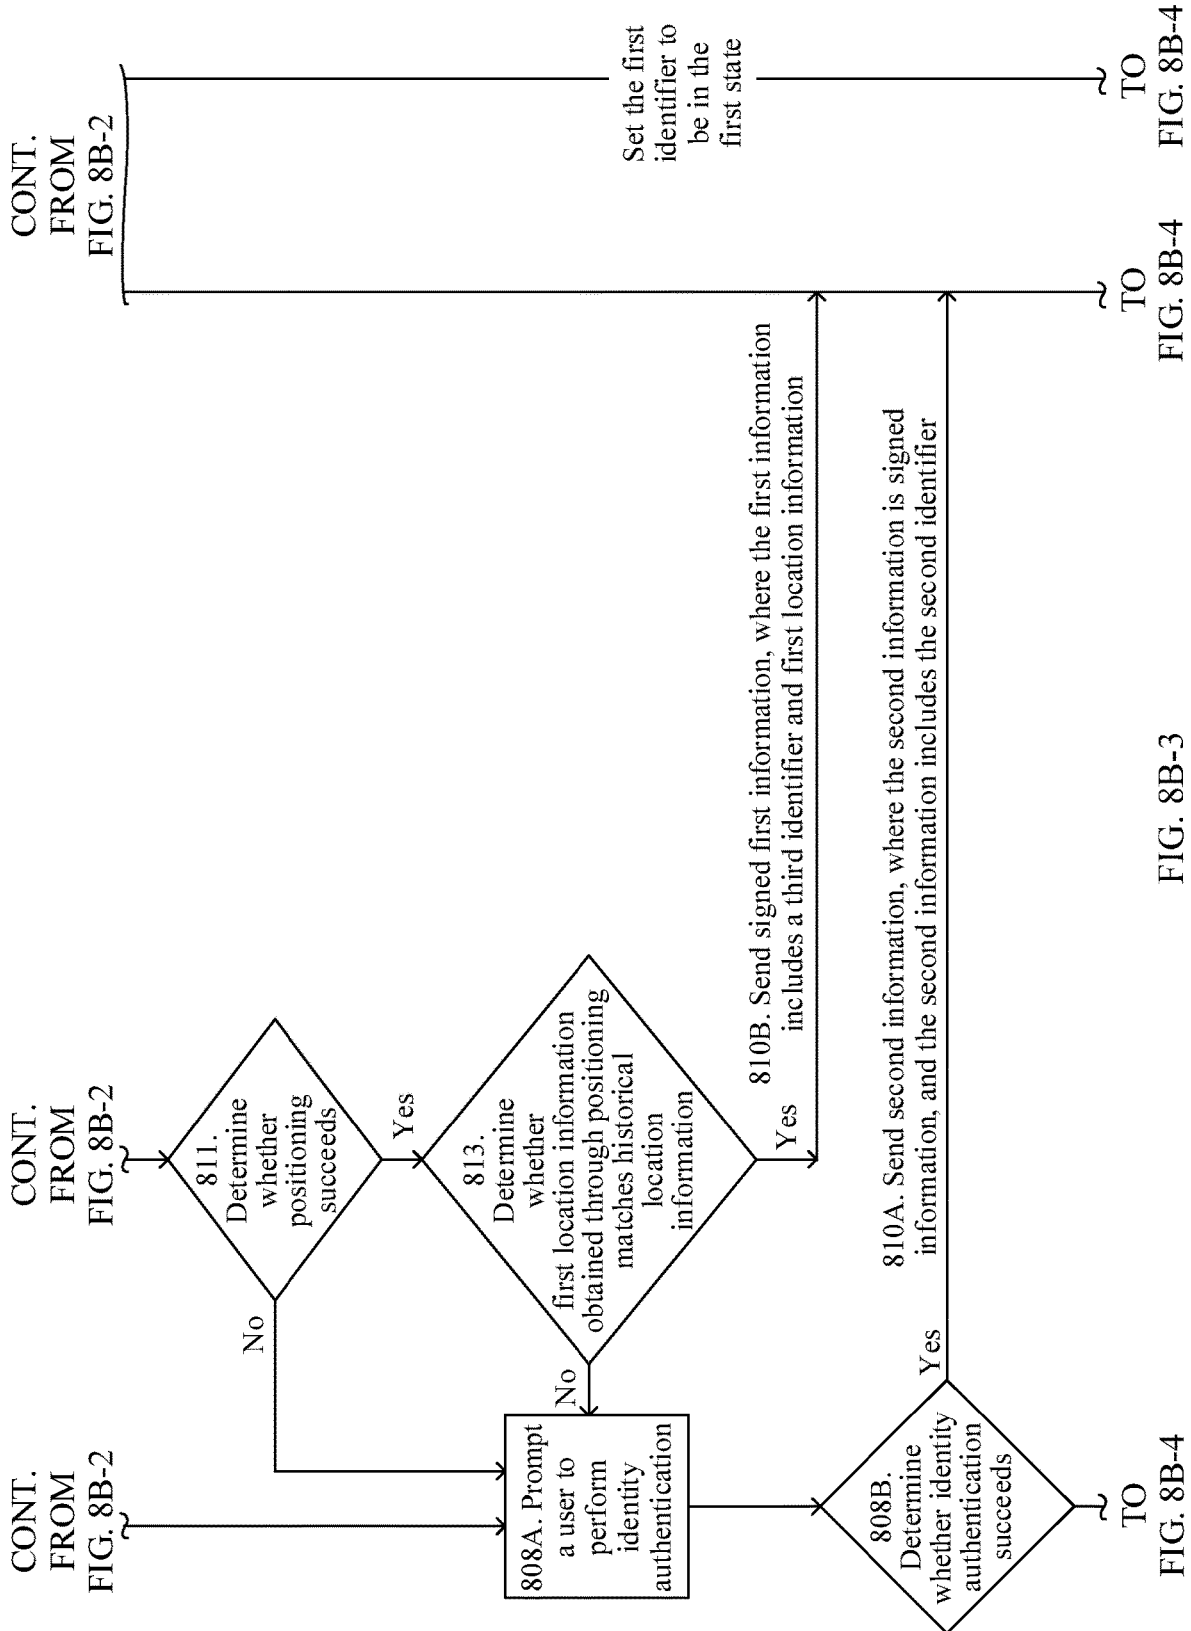 CONT.
FROM
FIG. 8B-2
CONT.
FROM
FIG. 8B-2
CONT.
FROM
FIG. 8B-2
811.
Determine
whether
positioning
succeeds
No
Yes
813.
Determine
whether
first location information
obtained through positioning
matches historical
location
information
No
Yes
808A. Prompt
a user to
perform
identity
authentication
Set the first
identifier to
be in the
first state
810B. Send signed first information, where the first information
includes a third identifier and first location information
810A. Send second information, where the second information is signed
information, and the second information includes the second identifier
808B.
Determine
whether identity
authentication
succeeds
Yes
TO
FIG. 8B-4
TO
FIG. 8B-4
TO
FIG. 8B-4
FIG. 8B-3